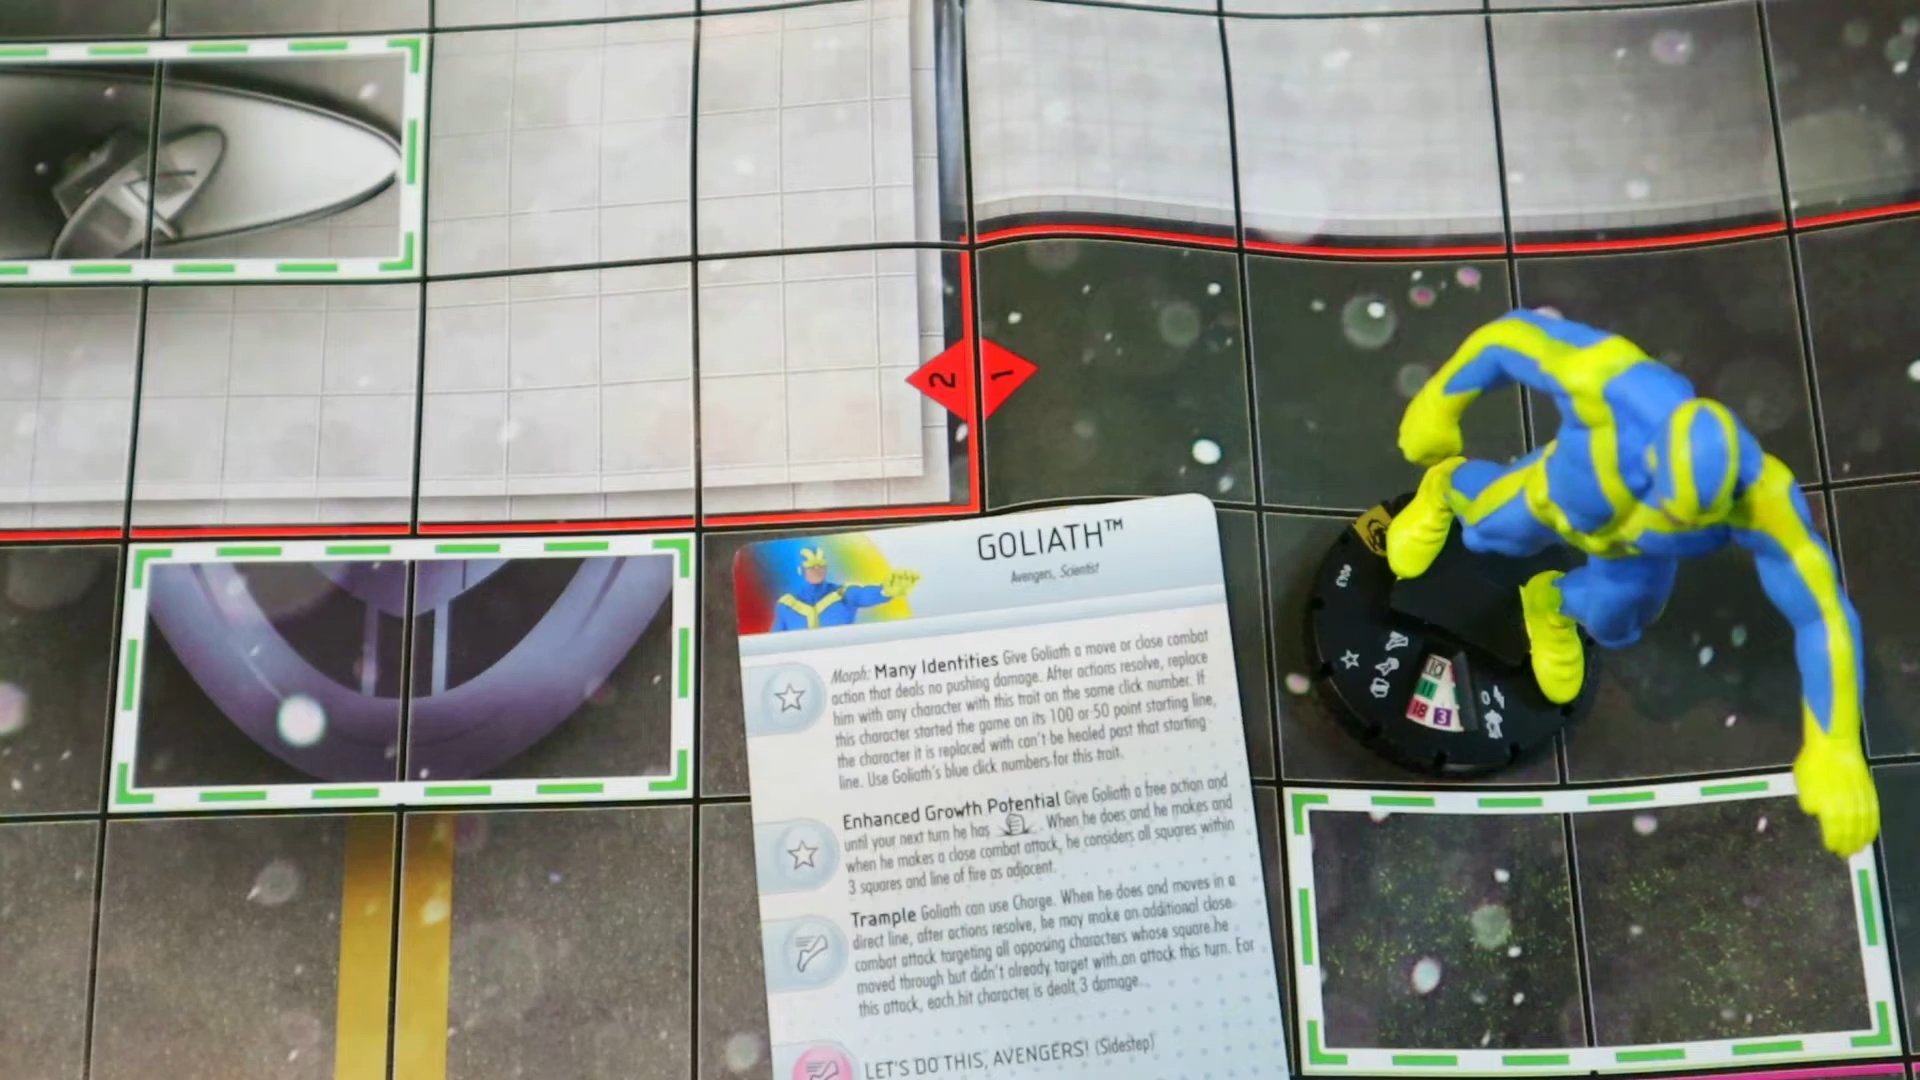 2 1
GOLIATH™
Avengers, Scientist
Morph: Many Identities Give Goliath a move or close combat
action that deals no pushing damage. After actions resolve, replace
him with any character with this trait on the same click number. If
this character started the game on its 100 or 50 point starting line,
the character it is replaced with can't be healed past that starting
line. Use Goliath's blue click numbers for this trait.
Enhanced Growth Potential Give Goliath a free action and
until your next turn he has . When he does and he makes and
when he makes a close combat attack, he considers all squares within
3 squares and line of fire as adjacent.
Trample Goliath can use Charge. When he does and moves in a
direct line, after actions resolve, he may make an additional close
combat attack targeting all opposing characters whose square he
moved through but didn't already target with an attack this turn. For
this attack, each hit character is dealt 3 damage.
LET'S DO THIS, AVENGERS! (Sidestep)
10
11
18 3
0